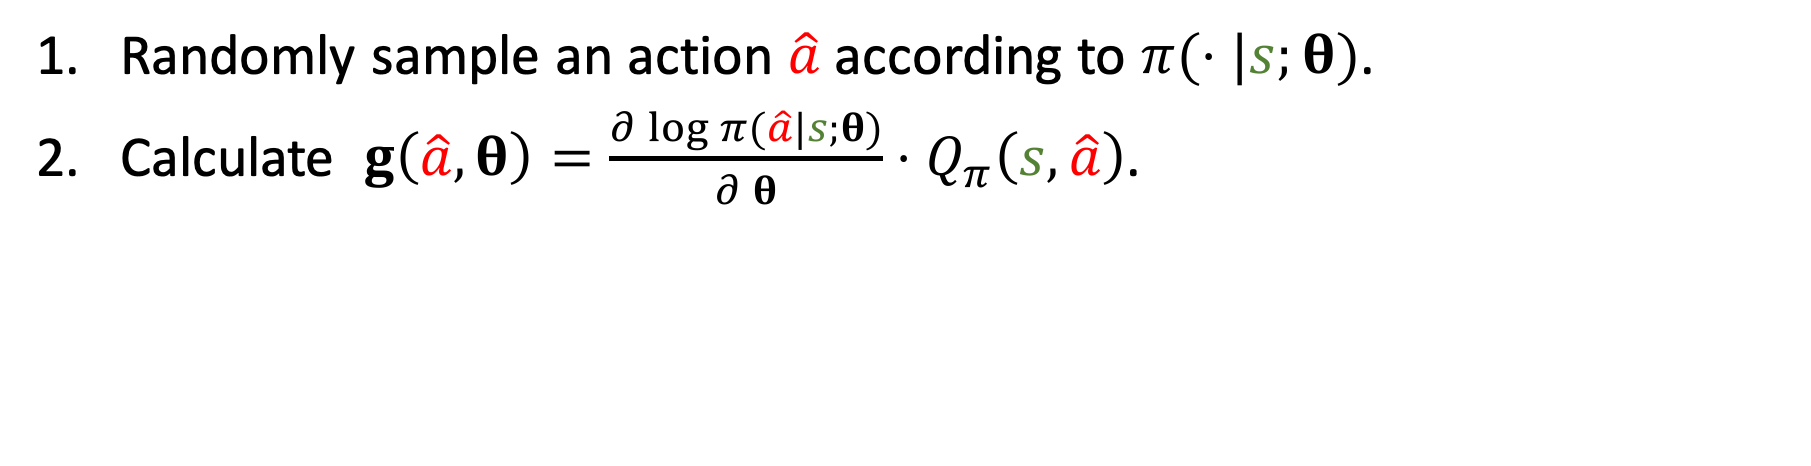 1. Randomly sample an action â according to π(· |s; θ).
2. Calculate g(â, θ) = ∂ log π(â|s;θ) / ∂ θ · Qπ(s, â).